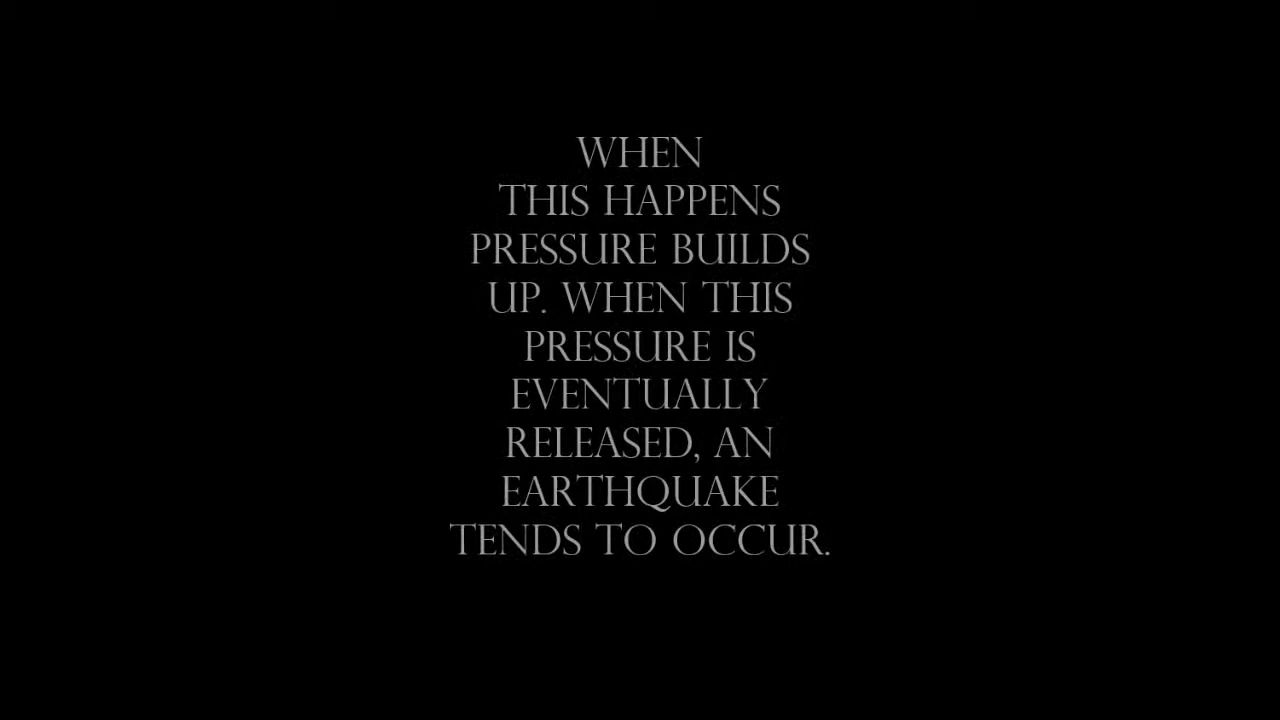 WHEN
THIS HAPPENS
PRESSURE BUILDS
UP. WHEN THIS
PRESSURE IS
EVENTUALLY
RELEASED, AN
EARTHQUAKE
TENDS TO OCCUR.